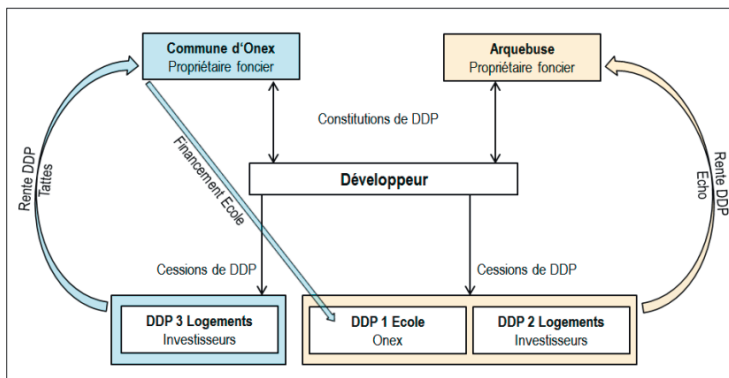 Commune d'Onex
Propriétaire foncier
Arquebuse
Propriétaire foncier
Constitutions de DDP
Rente DDP
Tattes
Financement Ecole
Développeur
Rente DDP
Echo
Cessions de DDP
Cessions de DDP
DDP 3 Logements
Investisseurs
DDP 1 Ecole
Onex
DDP 2 Logements
Investisseurs